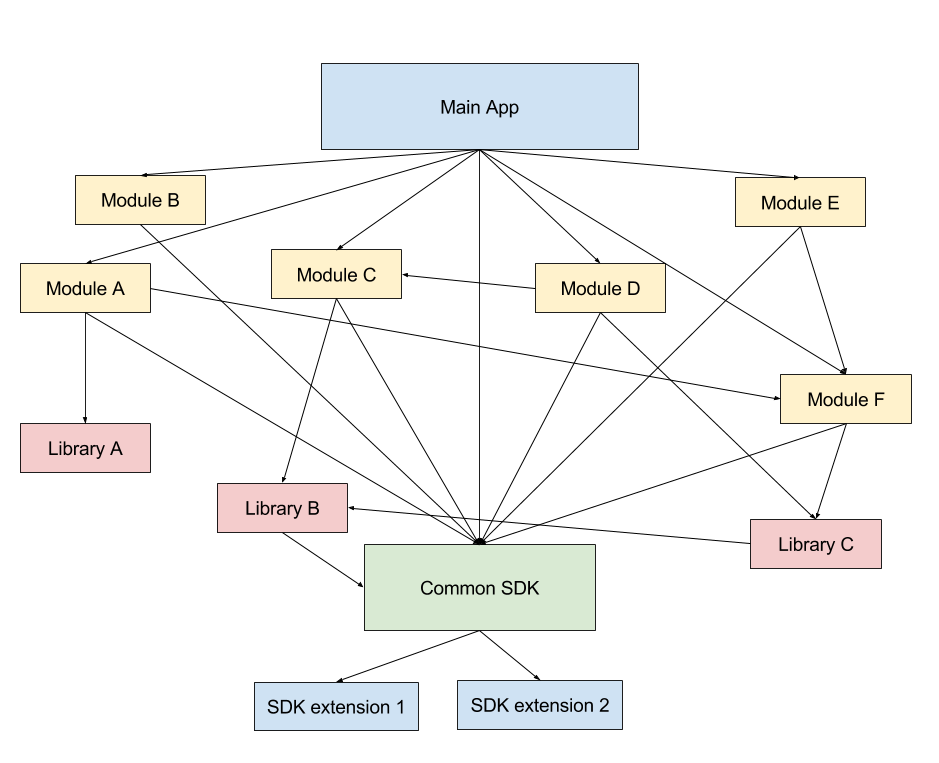 Main App
Module B
Module E
Module C
Module A
Module D
Module F
Library A
Library B
Library C
Common SDK
SDK extension 1
SDK extension 2